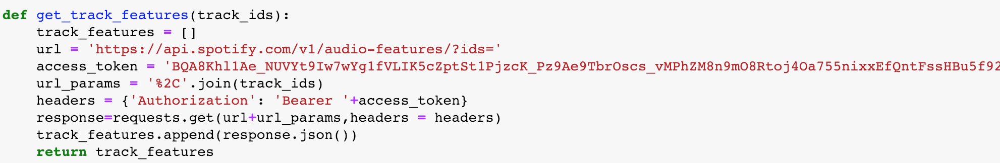 def get_track_features(track_ids):
    track_features = []
    url = 'https://api.spotify.com/v1/audio-features/?ids='
    access_token = 'BQA8Khl1Ae_NUVYt9Iw7wYg1fVLIK5cZptSt1PjzcK_Pz9Ae9TbrOscs_vMPhZM8n9mO8Rtoj4Oa755nixxEfQntFssHBu5f92
    url_params = '%2C'.join(track_ids)
    headers = {'Authorization': 'Bearer '+access_token}
    response=requests.get(url+url_params,headers = headers)
    track_features.append(response.json())
    return track_features